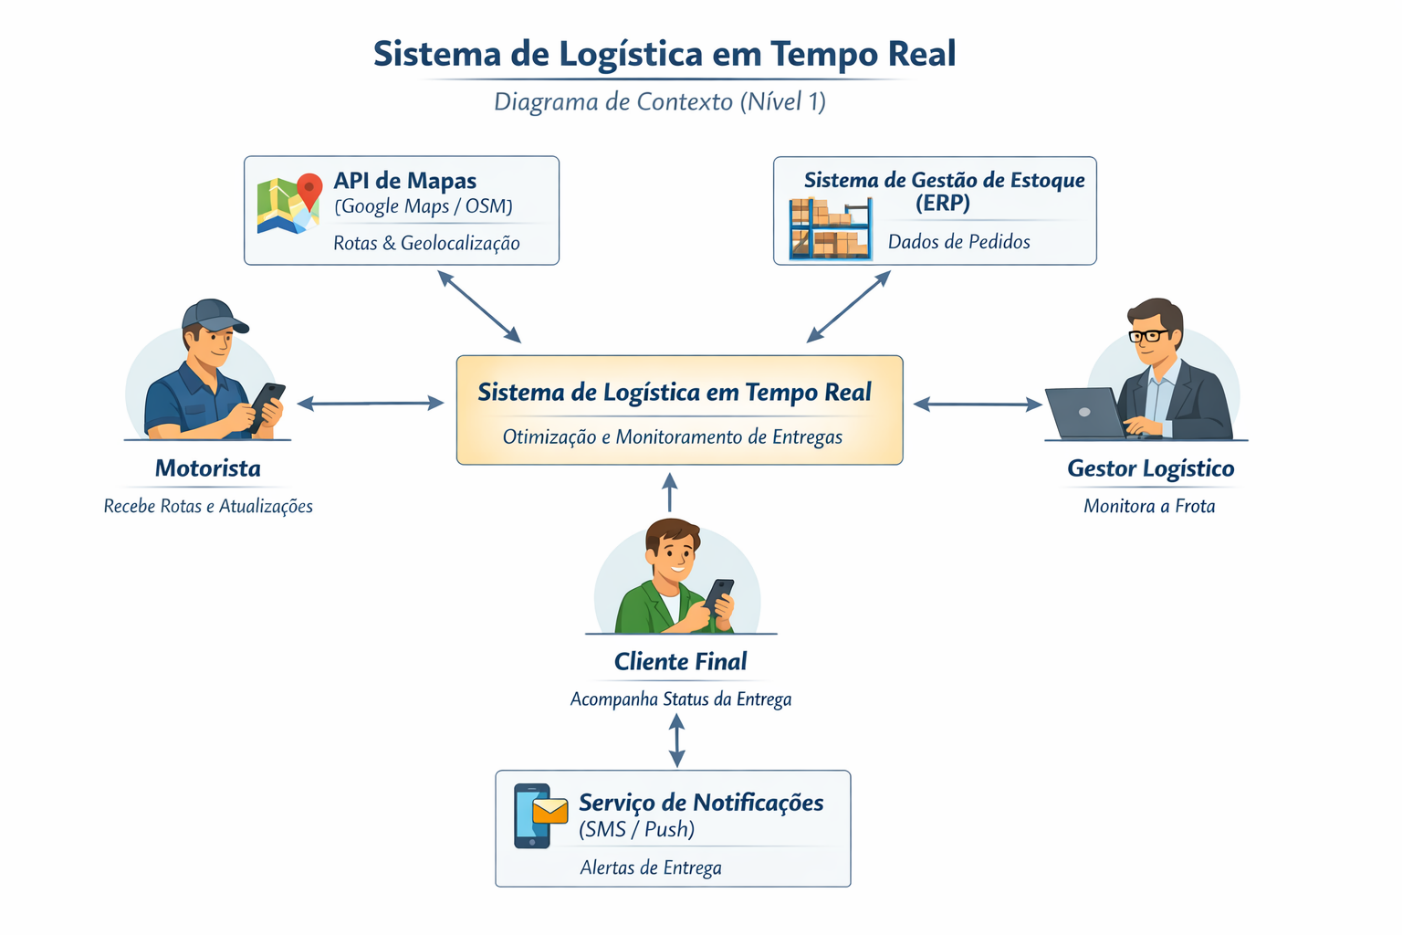 Sistema de Logística em Tempo Real
Diagrama de Contexto (Nível 1)
API de Mapas
(Google Maps / OSM)
Rotas & Geolocalização
Sistema de Gestão de Estoque
(ERP)
Dados de Pedidos
Sistema de Logística em Tempo Real
Otimização e Monitoramento de Entregas
Motorista
Recebe Rotas e Atualizações
Gestor Logístico
Monitora a Frota
Cliente Final
Acompanha Status da Entrega
Serviço de Notificações
(SMS / Push)
Alertas de Entrega